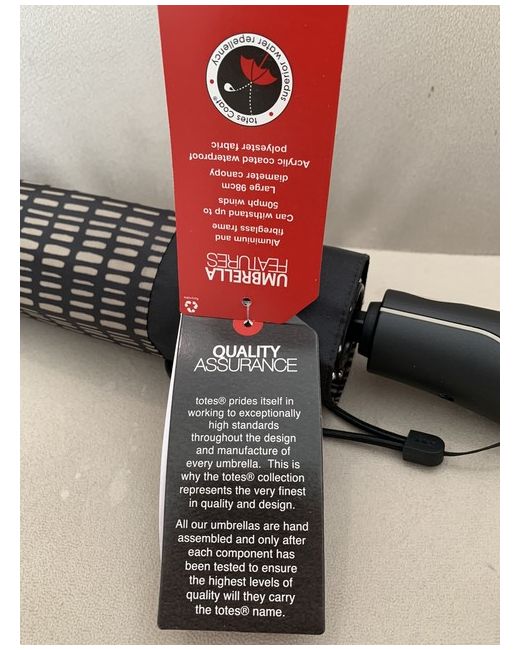 UMBRELLA
FEATURES
Aluminium and
fibreglass frame
Can withstand up to
50mph winds
Large 98cm
diameter canopy
Acrylic coated waterproof
polyester fabric
totes Coat®
superior water repellency
QUALITY
ASSURANCE
totes® prides itself in
working to exceptionally
high standards
throughout the design
and manufacture of
every umbrella. This is
why the totes® collection
represents the very finest
in quality and design.
All our umbrellas are hand
assembled and only after
each component has
been tested to ensure
the highest levels of
quality will they carry
the totes® name.